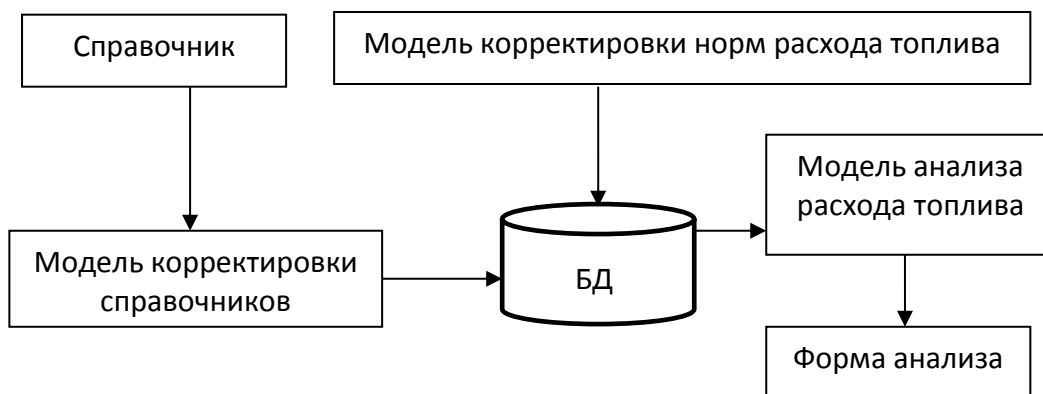 Справочник
Модель корректировки норм расхода топлива
Модель анализа
расхода топлива
Модель корректировки
справочников
БД
Форма анализа